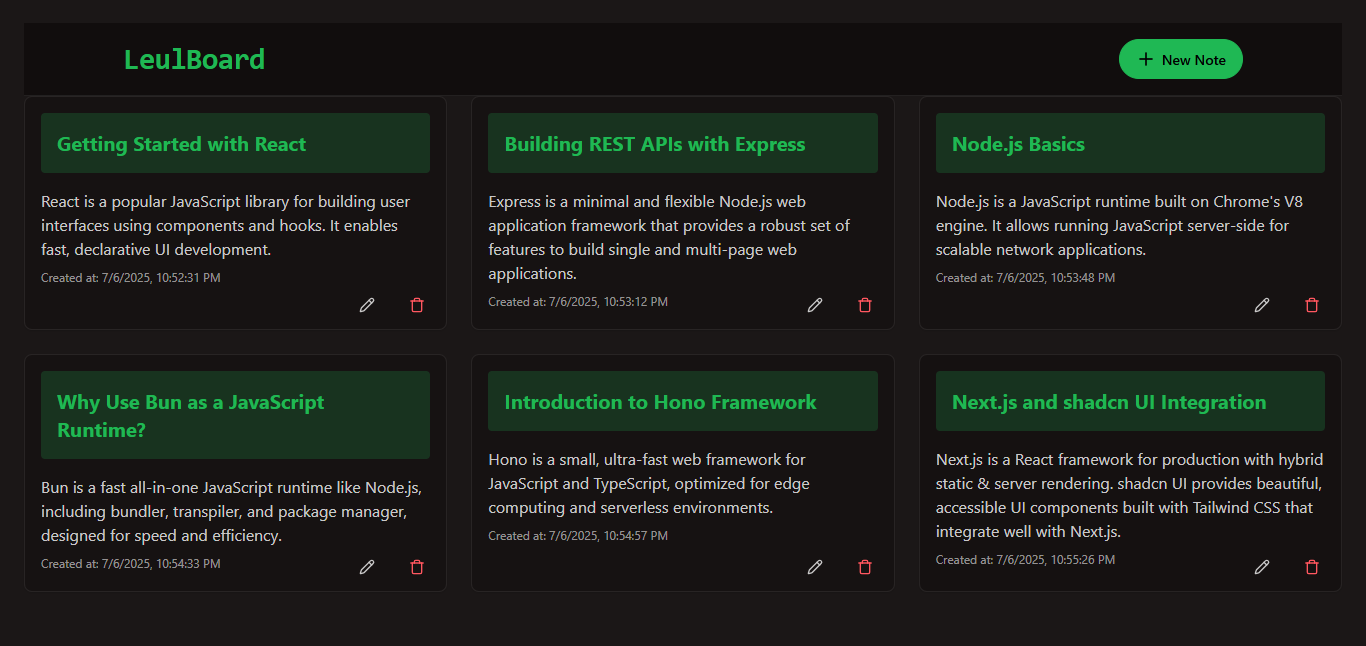 LeulBoard
+ New Note
Getting Started with React
React is a popular JavaScript library for building user
interfaces using components and hooks. It enables
fast, declarative UI development.
Created at: 7/6/2025, 10:52:31 PM
Building REST APIs with Express
Express is a minimal and flexible Node.js web
application framework that provides a robust set of
features to build single and multi-page web
applications.
Created at: 7/6/2025, 10:53:12 PM
Node.js Basics
Node.js is a JavaScript runtime built on Chrome's V8
engine. It allows running JavaScript server-side for
scalable network applications.
Created at: 7/6/2025, 10:53:48 PM
Why Use Bun as a JavaScript
Runtime?
Bun is a fast all-in-one JavaScript runtime like Node.js,
including bundler, transpiler, and package manager,
designed for speed and efficiency.
Created at: 7/6/2025, 10:54:33 PM
Introduction to Hono Framework
Hono is a small, ultra-fast web framework for
JavaScript and TypeScript, optimized for edge
computing and serverless environments.
Created at: 7/6/2025, 10:54:57 PM
Next.js and shadcn UI Integration
Next.js is a React framework for production with hybrid
static & server rendering. shadcn UI provides beautiful,
accessible UI components built with Tailwind CSS that
integrate well with Next.js.
Created at: 7/6/2025, 10:55:26 PM